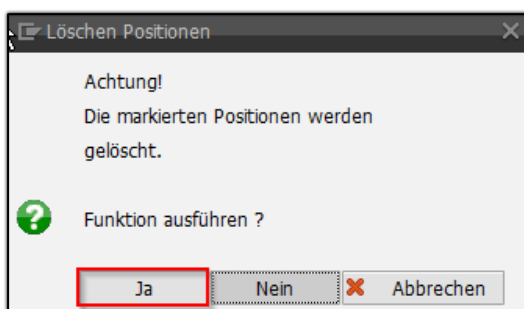 Löschen Positionen
Achtung!
Die markierten Positionen werden
gelöscht.
Funktion ausführen ?
Ja Nein Abbrechen